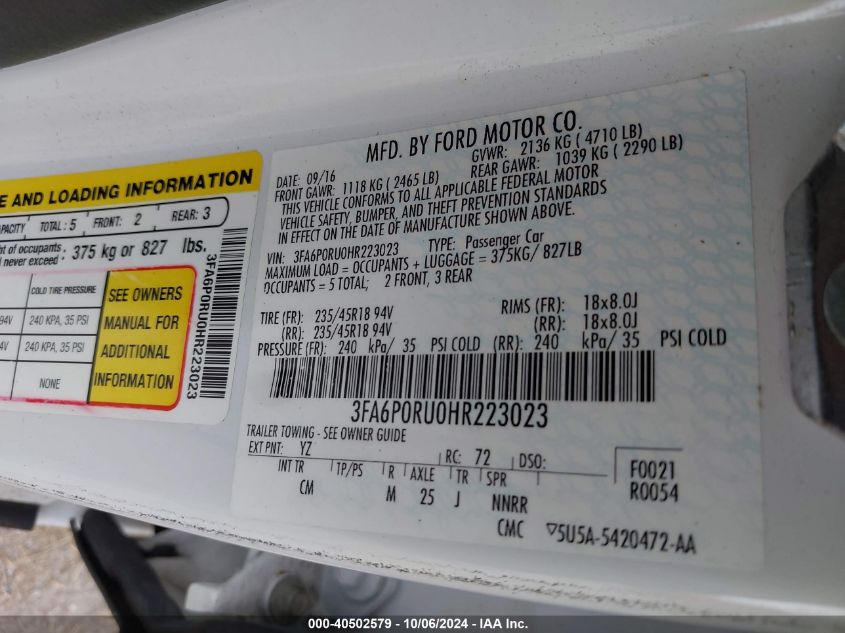 E AND LOADING INFORMATION
PACITY TOTAL: 5 FRONT: 2 REAR: 3
ht of occupants
d never exceed: 375 kg or 827 lbs.
COLD TIRE PRESSURE
94V 240 KPA, 35 PSI
4V 240 KPA, 35 PSI
NONE
SEE OWNERS
MANUAL FOR
ADDITIONAL
INFORMATION
3FA6P0RU0HR223023
MFD. BY FORD MOTOR CO.
DATE: 09/16 GVWR: 2136 KG ( 4710 LB)
FRONT GAWR: 1118 KG ( 2465 LB) REAR GAWR: 1039 KG ( 2290 LB)
THIS VEHICLE CONFORMS TO ALL APPLICABLE FEDERAL MOTOR
VEHICLE SAFETY, BUMPER, AND THEFT PREVENTION STANDARDS
IN EFFECT ON THE DATE OF MANUFACTURE SHOWN ABOVE.
VIN: 3FA6P0RU0HR223023 TYPE: Passenger Car
MAXIMUM LOAD = OCCUPANTS + LUGGAGE = 375KG/ 827LB
OCCUPANTS = 5 TOTAL; 2 FRONT, 3 REAR
TIRE (FR): 235/45R18 94V RIMS (FR): 18x8.0J
(RR): 235/45R18 94V (RR): 18x8.0J
PRESSURE (FR): 240 kPa/ 35 PSI COLD (RR): 240 kPa/ 35 PSI COLD
3FA6P0RU0HR223023
TRAILER TOWING - SEE OWNER GUIDE
EXT PNT: YZ RC: 72 DSO: F0021
INT TR TP/PS R AXLE TR SPR R0054
CM M 25 J NNRR
CMC ▽5U5A-5420472-AA
000-40502579 - 10/06/2024 - IAA Inc.